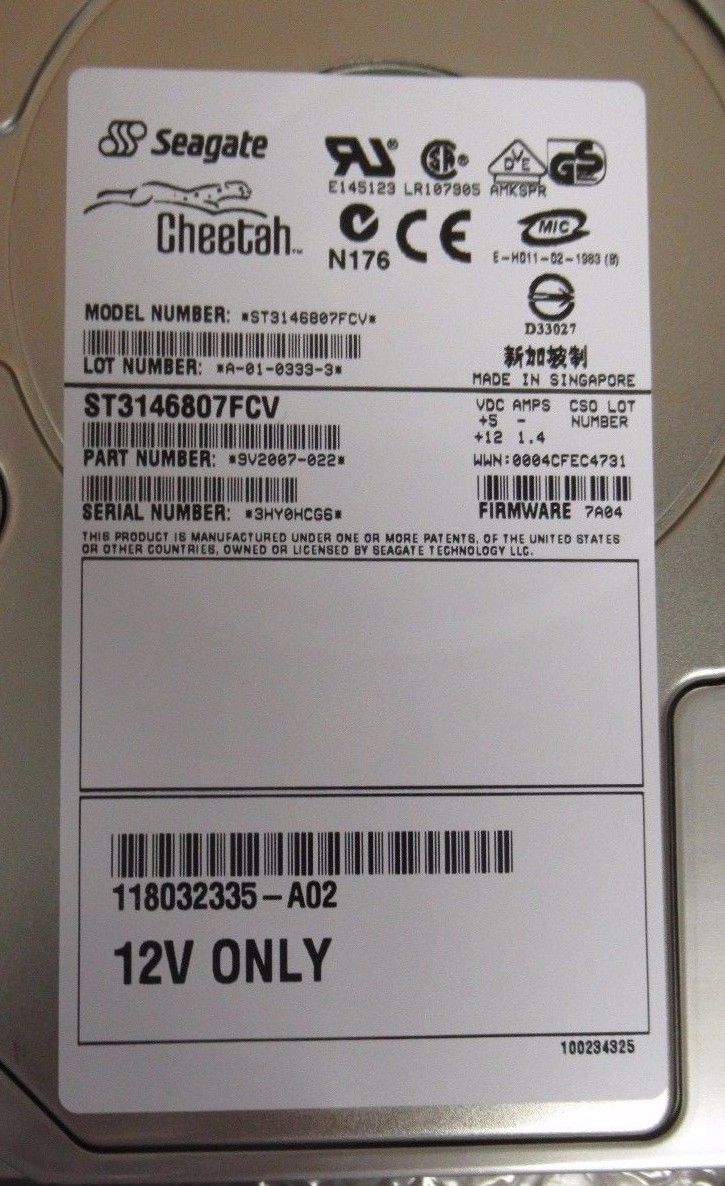 Seagate
Cheetah™
E145123 LR107905 AMKSPR
N176
E-H011-02-1983 (B)
D33027
新加坡制
MADE IN SINGAPORE
MODEL NUMBER: *ST3146807FCV*
LOT NUMBER: *A-01-0333-3*
ST3146807FCV
VDC AMPS CSO LOT
+5 - NUMBER
+12 1.4
PART NUMBER: *9V2007-022*
WWN:0004CFEC4731
SERIAL NUMBER: *3HY0HCG6*
FIRMWARE 7A04
THIS PRODUCT IS MANUFACTURED UNDER ONE OR MORE PATENTS, OF THE UNITED STATES
OR OTHER COUNTRIES, OWNED OR LICENSED BY SEAGATE TECHNOLOGY LLC.
118032335-A02
12V ONLY
100234325